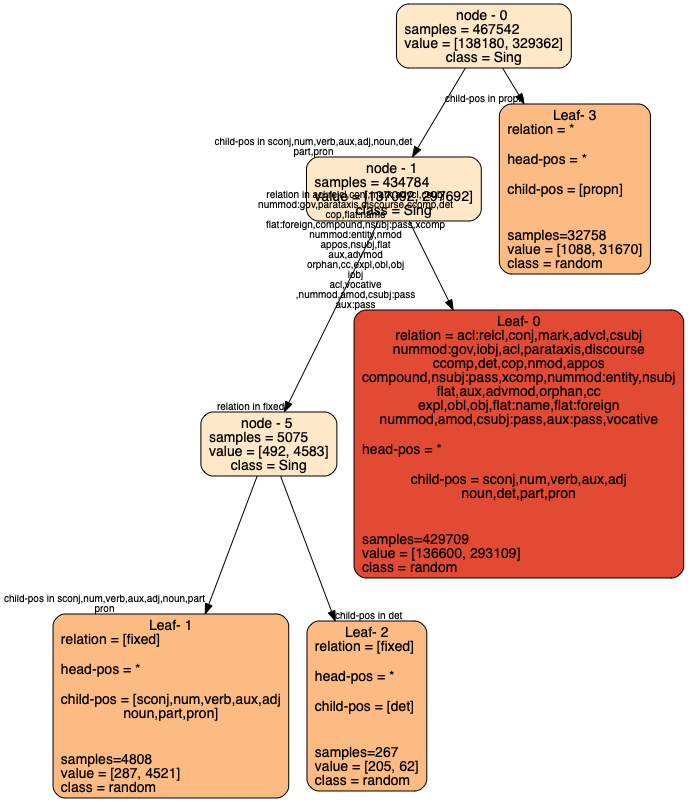 node - 0
samples = 467542
value = [138180, 329362]
class = Sing
child-pos in propn
Leaf- 3
relation = *
head-pos = *
child-pos = [propn]
samples=32758
value = [1088, 31670]
class = random
child-pos in sconj,num,verb,aux,adj,noun,det
part,pron
node - 1
samples = 434784
value = [137092, 297692]
class = Sing
relation in
nummod:gov,parataxis,discourse,ccomp,det
cop,flat:name
flat:foreign,compound,nsubj:pass,xcomp
nummod:entity,nmod
appos,nsubj,flat
aux,advmod
orphan,cc,expl,obl,obj
iobj
acl,vocative
,nummod,amod,csubj:pass
aux:pass
Leaf- 0
relation = acl:relcl,conj,mark,advcl,csubj
nummod:gov,iobj,acl,parataxis,discourse
ccomp,det,cop,nmod,appos
compound,nsubj:pass,xcomp,nummod:entity,nsubj
flat,aux,advmod,orphan,cc
expl,obl,obj,flat:name,flat:foreign
nummod,amod,csubj:pass,aux:pass,vocative
head-pos = *
child-pos = sconj,num,verb,aux,adj
noun,det,part,pron
samples=429709
value = [136600, 293109]
class = random
relation in fixed
node - 5
samples = 5075
value = [492, 4583]
class = Sing
child-pos in sconj,num,verb,aux,adj,noun,part
pron
Leaf- 1
relation = [fixed]
head-pos = *
child-pos = [sconj,num,verb,aux,adj
noun,part,pron]
samples=4808
value = [287, 4521]
class = random
child-pos in det
Leaf- 2
relation = [fixed]
head-pos = *
child-pos = [det]
samples=267
value = [205, 62]
class = random